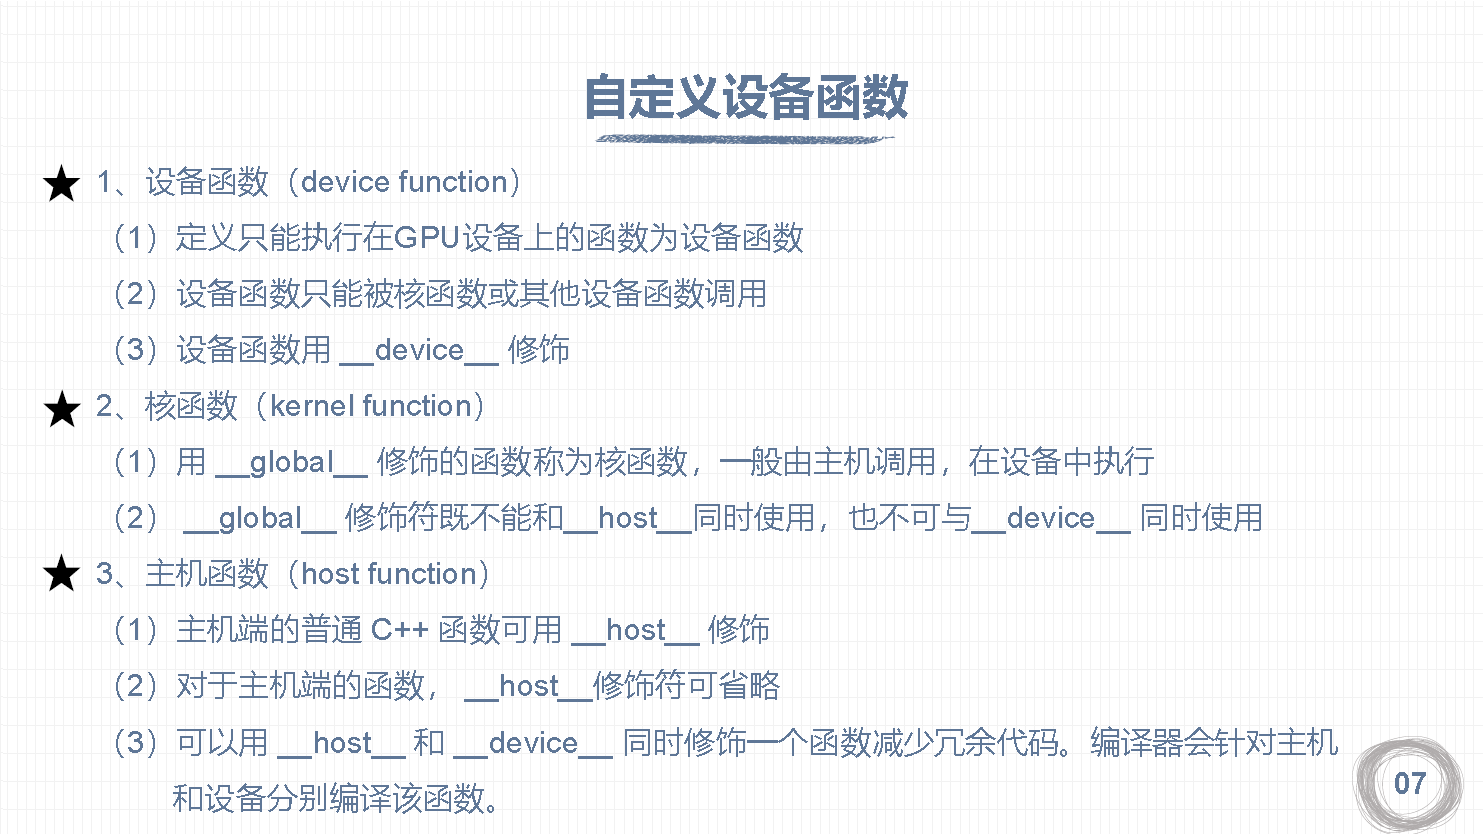 自定义设备函数
1、设备函数（device function）
（1）定义只能执行在GPU设备上的函数为设备函数
（2）设备函数只能被核函数或其他设备函数调用
（3）设备函数用 __device__ 修饰
2、核函数（kernel function）
（1）用 __global__ 修饰的函数称为核函数，一般由主机调用，在设备中执行
（2） __global__ 修饰符既不能和__host__同时使用，也不可与__device__ 同时使用
3、主机函数（host function）
（1）主机端的普通 C++ 函数可用 __host__ 修饰
（2）对于主机端的函数， __host__修饰符可省略
（3）可以用 __host__ 和 __device__ 同时修饰一个函数减少冗余代码。编译器会针对主机
和设备分别编译该函数。
07